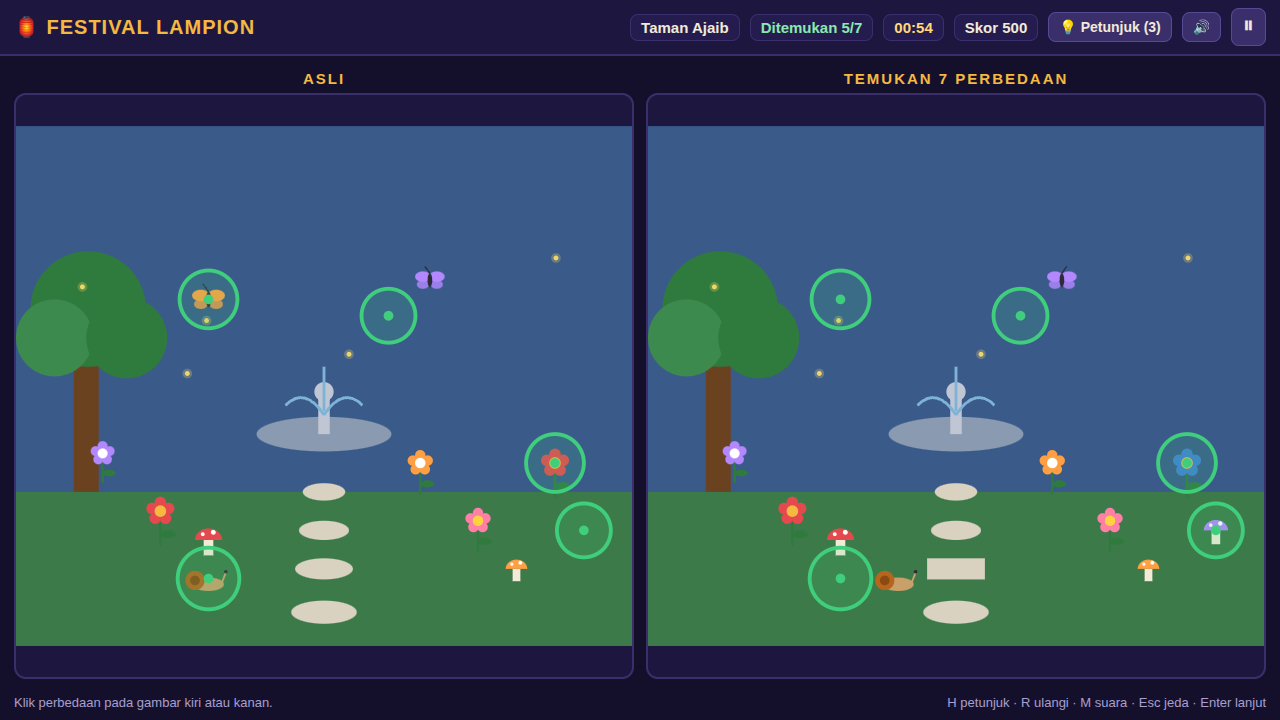 FESTIVAL LAMPION
Taman Ajaib
Ditemukan 5/7
00:54
Skor 500
Petunjuk (3)
ASLI
TEMUKAN 7 PERBEDAAN
Klik perbedaan pada gambar kiri atau kanan.
H petunjuk · R ulangi · M suara · Esc jeda · Enter lanjut